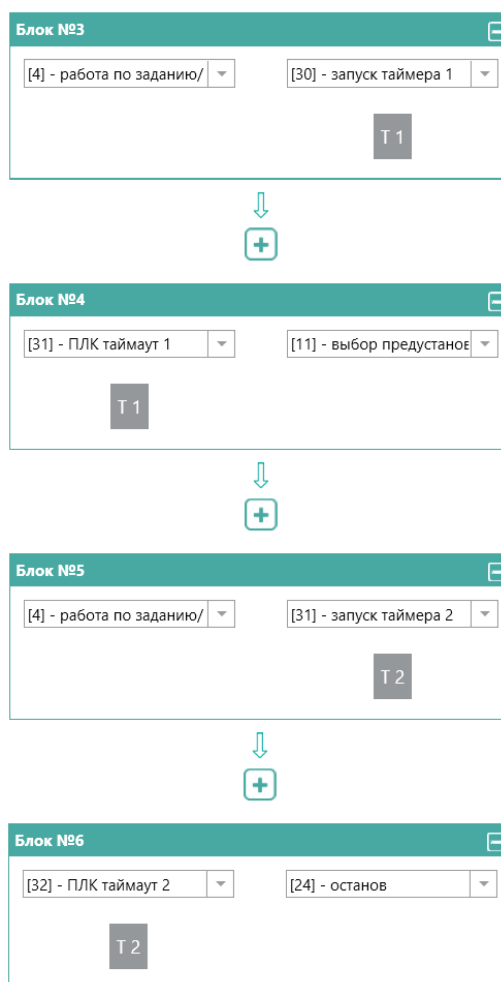 Блок №3
[4] - работа по заданию/ [30] - запуск таймера 1
T 1
Блок №4
[31] - ПЛК таймаут 1 [11] - выбор предустанов
T 1
Блок №5
[4] - работа по заданию/ [31] - запуск таймера 2
T 2
Блок №6
[32] - ПЛК таймаут 2 [24] - останов
T 2